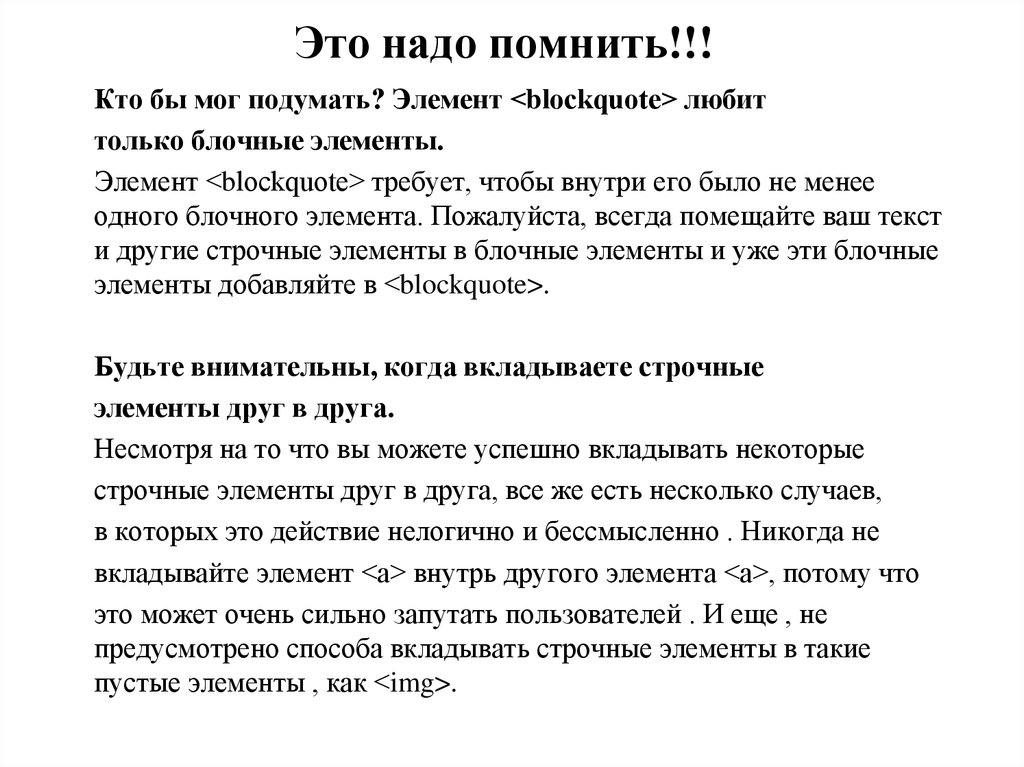 Это надо помнить!!!
Кто бы мог подумать? Элемент <blockquote> любит
только блочные элементы.
Элемент <blockquote> требует, чтобы внутри его было не менее
одного блочного элемента. Пожалуйста, всегда помещайте ваш текст
и другие строчные элементы в блочные элементы и уже эти блочные
элементы добавляйте в <blockquote>.
Будьте внимательны, когда вкладываете строчные
элементы друг в друга.
Несмотря на то что вы можете успешно вкладывать некоторые
строчные элементы друг в друга, все же есть несколько случаев,
в которых это действие нелогично и бессмысленно . Никогда не
вкладывайте элемент <a> внутрь другого элемента <a>, потому что
это может очень сильно запутать пользователей . И еще , не
предусмотрено способа вкладывать строчные элементы в такие
пустые элементы , как <img>.